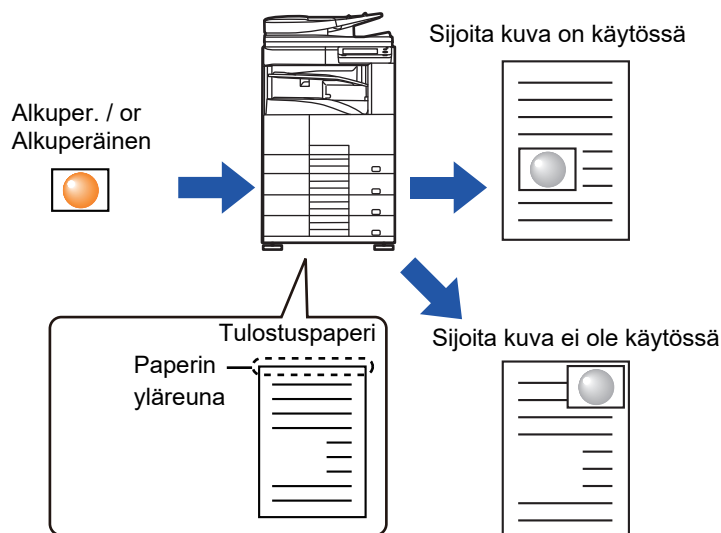 Sijoita kuva on käytössä
Alkuper. / or
Alkuperäinen
Tulostuspaperi
Paperin
yläreuna
Sijoita kuva ei ole käytössä